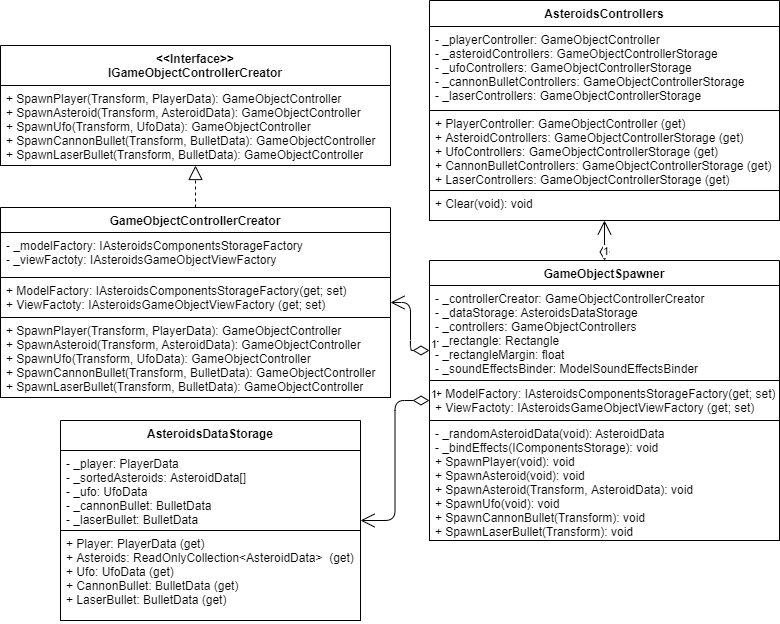 <<Interface>>
IGameObjectControllerCreator
+ SpawnPlayer(Transform, PlayerData): GameObjectController
+ SpawnAsteroid(Transform, AsteroidData): GameObjectController
+ SpawnUfo(Transform, UfoData): GameObjectController
+ SpawnCannonBullet(Transform, BulletData): GameObjectController
+ SpawnLaserBullet(Transform, BulletData): GameObjectController
GameObjectControllerCreator
- _modelFactory: IAsteroidsComponentsStorageFactory
- _viewFactoty: IAsteroidsGameObjectViewFactory
+ ModelFactory: IAsteroidsComponentsStorageFactory(get; set)
+ ViewFactoty: IAsteroidsGameObjectViewFactory (get; set)
+ SpawnPlayer(Transform, PlayerData): GameObjectController
+ SpawnAsteroid(Transform, AsteroidData): GameObjectController
+ SpawnUfo(Transform, UfoData): GameObjectController
+ SpawnCannonBullet(Transform, BulletData): GameObjectController
+ SpawnLaserBullet(Transform, BulletData): GameObjectController
AsteroidsDataStorage
- _player: PlayerData
- _sortedAsteroids: AsteroidData[]
- _ufo: UfoData
- _cannonBullet: BulletData
- _laserBullet: BulletData
+ Player: PlayerData (get)
+ Asteroids: ReadOnlyCollection<AsteroidData> (get)
+ Ufo: UfoData (get)
+ CannonBullet: BulletData (get)
+ LaserBullet: BulletData (get)
AsteroidsControllers
- _playerController: GameObjectController
- _asteroidControllers: GameObjectControllerStorage
- _ufoControllers: GameObjectControllerStorage
- _cannonBulletControllers: GameObjectControllerStorage
- _laserControllers: GameObjectControllerStorage
+ PlayerController: GameObjectController (get)
+ AsteroidControllers: GameObjectControllerStorage (get)
+ UfoControllers: GameObjectControllerStorage (get)
+ CannonBulletControllers: GameObjectControllerStorage (get)
+ LaserControllers: GameObjectControllerStorage (get)
+ Clear(void): void
1
GameObjectSpawner
- _controllerCreator: GameObjectControllerCreator
- _dataStorage: AsteroidsDataStorage
- _controllers: GameObjectControllers
- _rectangle: Rectangle
1
- _rectangleMargin: float
- _soundEffectsBinder: ModelSoundEffectsBinder
1
+ ModelFactory: IAsteroidsComponentsStorageFactory(get; set)
+ ViewFactoty: IAsteroidsGameObjectViewFactory (get; set)
- _randomAsteroidData(void): AsteroidData
- _bindEffects(IComponentsStorage): void
+ SpawnPlayer(void): void
+ SpawnAsteroid(void): void
+ SpawnAsteroid(Transform, AsteroidData): void
+ SpawnUfo(void): void
+ SpawnCannonBullet(Transform): void
+ SpawnLaserBullet(Transform): void